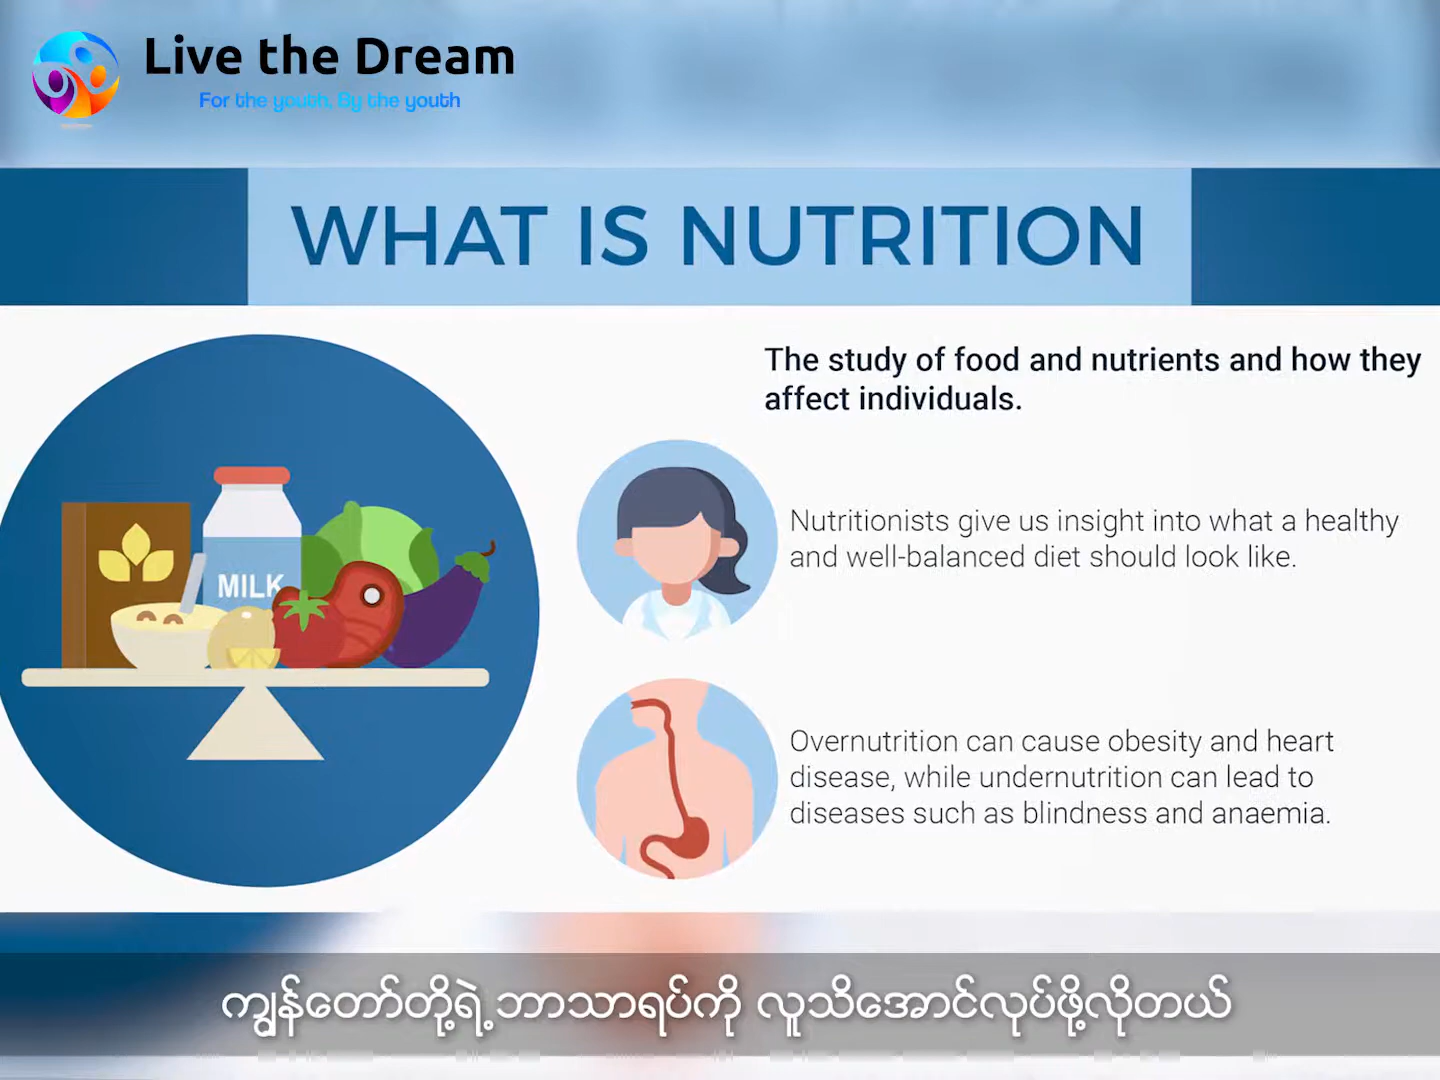 Live the Dream
For the youth, By the youth
WHAT IS NUTRITION
The study of food and nutrients and how they
affect individuals.
MILK
Nutritionists give us insight into what a healthy
and well-balanced diet should look like.
Overnutrition can cause obesity and heart
disease, while undernutrition can lead to
diseases such as blindness and anaemia.
ကျွန်တော်တို့ရဲ့ဘာသာရပ်ကို လူသိအောင်လုပ်ဖို့လိုတယ်